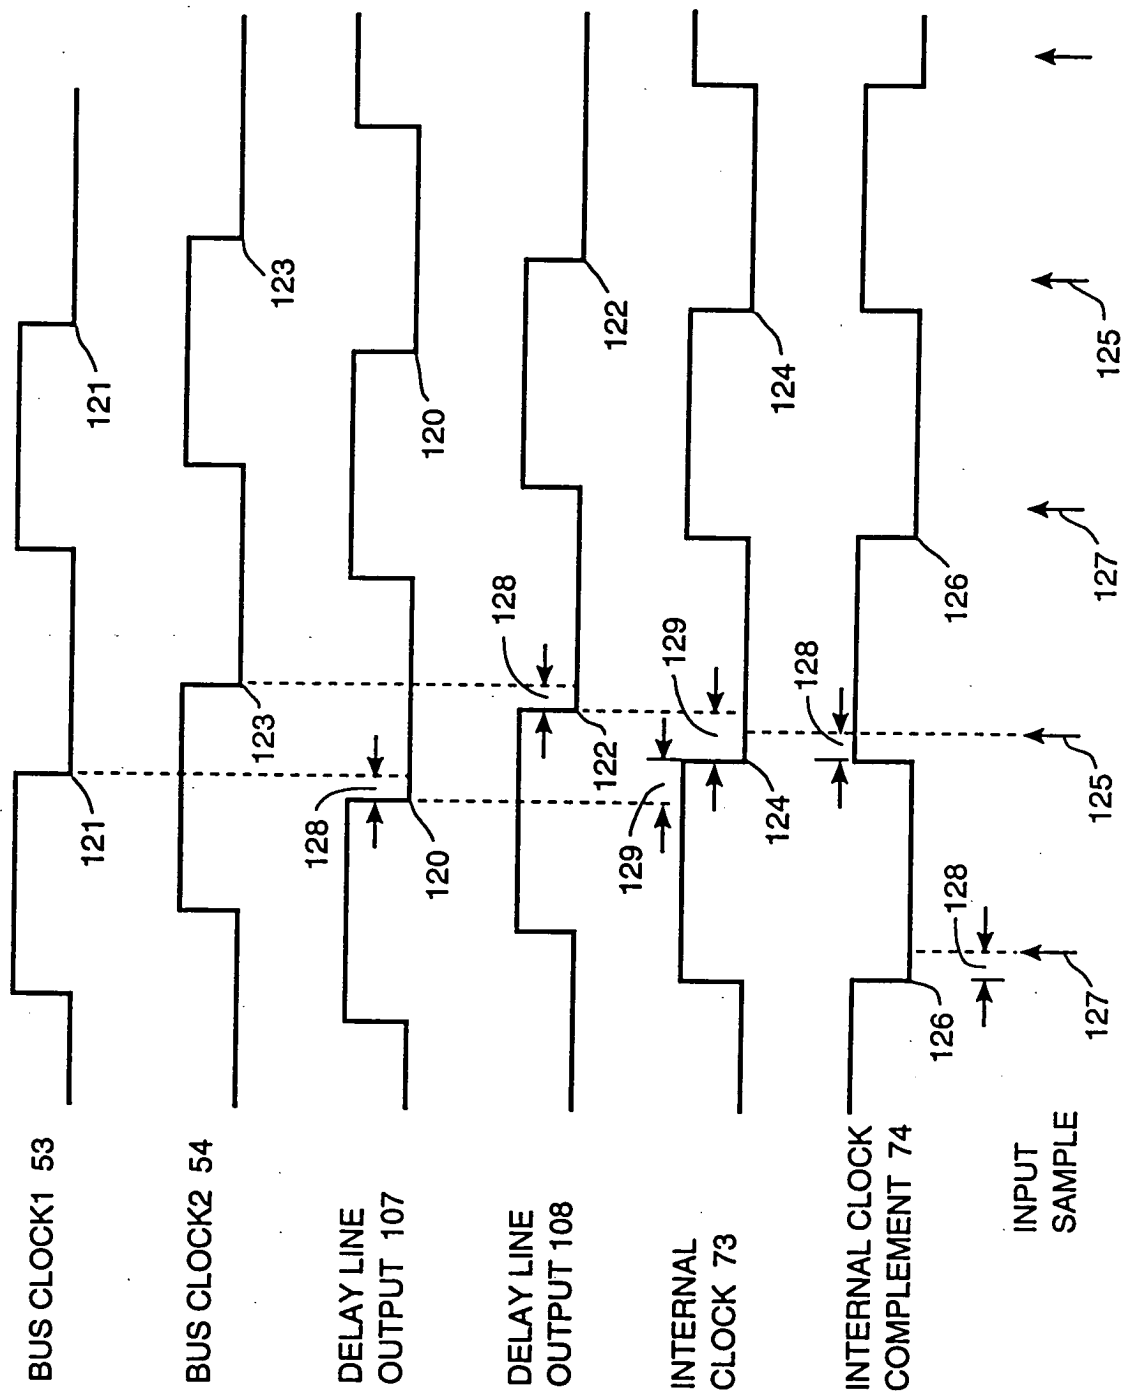 BUS CLOCK1 53
121
121
BUS CLOCK2 54
123
123
DELAY LINE
OUTPUT 107
128
120
120
DELAY LINE
OUTPUT 108
122
128
122
INTERNAL
CLOCK 73
129
124
129
124
INTERNAL CLOCK
COMPLEMENT 74
126
128
128
126
INPUT
SAMPLE
127
125
127
125